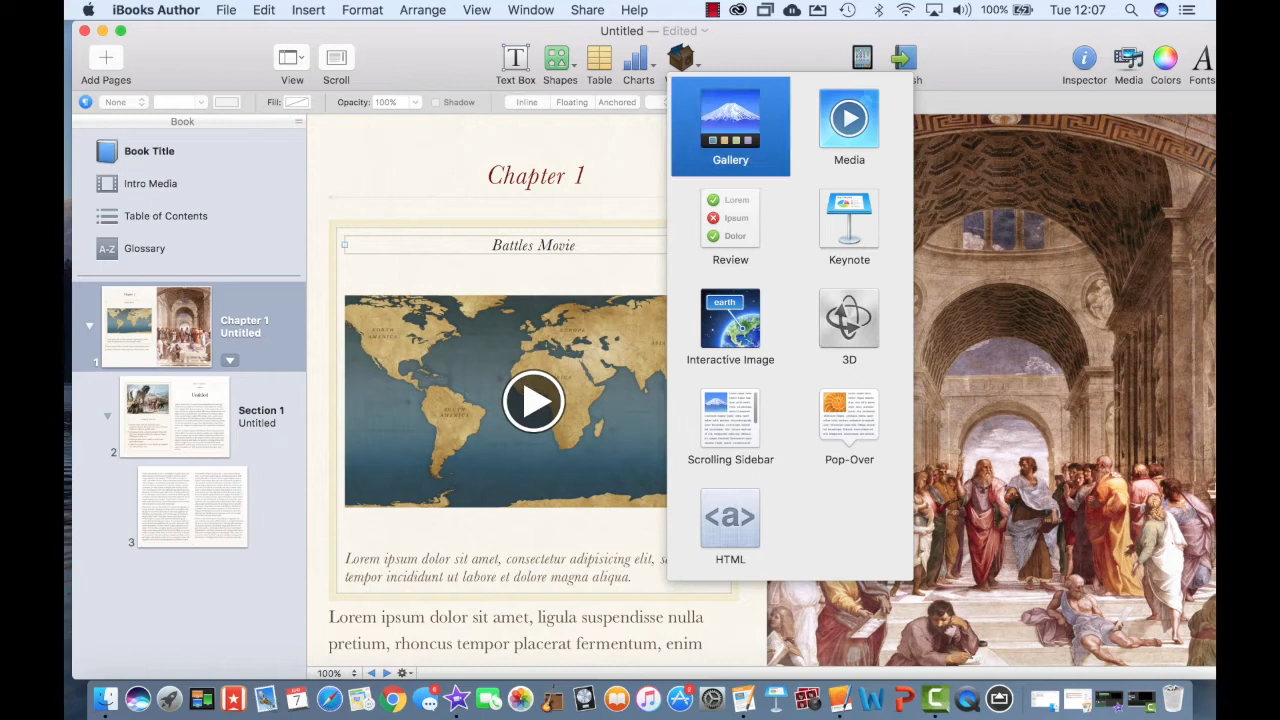 iBooks Author File Edit Insert Format Arrange View Window Share Help 100% Tue 12:07
Untitled — Edited
Add Pages View Scroll Text Box Shapes Table Charts Inspector Media Colors Fonts
None Fill: Opacity: 100% Shadow Inline Floating Anchored
Book
Book Title
Intro Media
Table of Contents
A-Z Glossary
Chapter 1
Untitled
1
Section 1
Untitled
2
3
Chapter 1
Battles Movie
NORTH
AMERICA
SOUTH
AMERICA
Lorem ipsum dolor sit amet, consectetur adipisicing elit, s
tempor incididunt ut labore et dolore magna aliqua.
Lorem ipsum dolor sit amet, ligula suspendisse nulla
pretium, rhoncus tempor placerat fermentum, enim
Gallery
Media
Lorem
Ipsum
Dolor
Review
Keynote
earth
Interactive Image
3D
Scrolling Sidebar
Pop-Over
<a>
HTML
100%